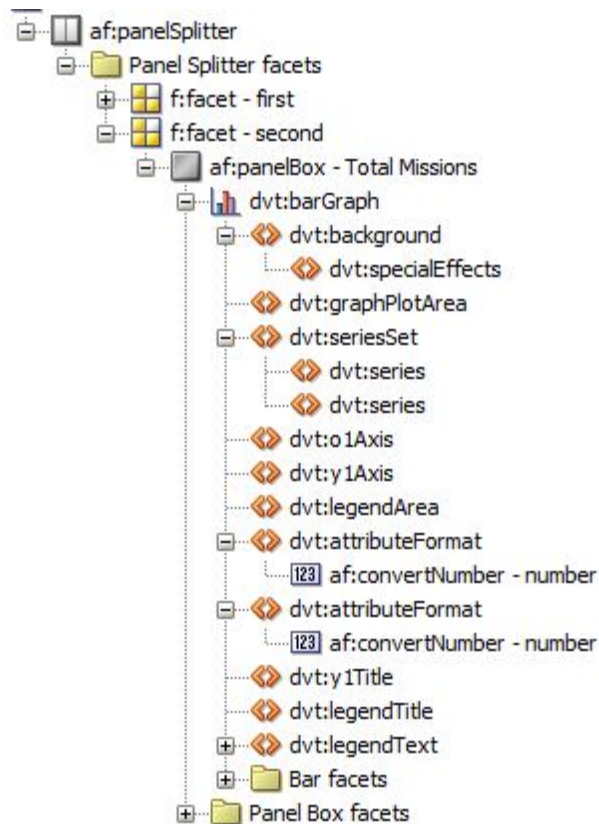 af:panelSplitter
Panel Splitter facets
f:facet - first
f:facet - second
af:panelBox - Total Missions
dvt:barGraph
dvt:background
dvt:specialEffects
dvt:graphPlotArea
dvt:seriesSet
dvt:series
dvt:series
dvt:o1Axis
dvt:y1Axis
dvt:legendArea
dvt:attributeFormat
123 af:convertNumber - number
dvt:attributeFormat
123 af:convertNumber - number
dvt:y1Title
dvt:legendTitle
dvt:legendText
Bar facets
Panel Box facets